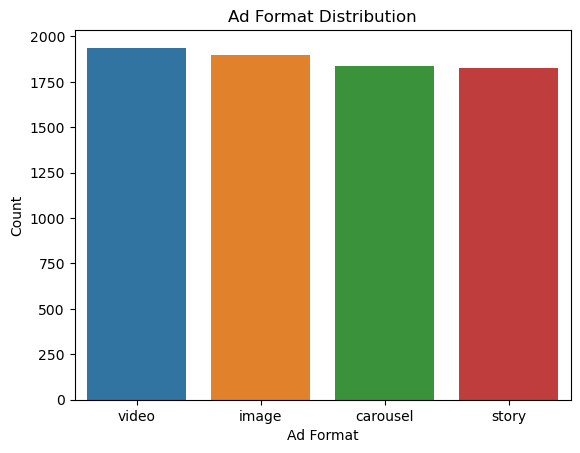 Ad Format Distribution
2000
1750
1500
1250
1000
750
500
250
0
Count
video image carousel story
Ad Format